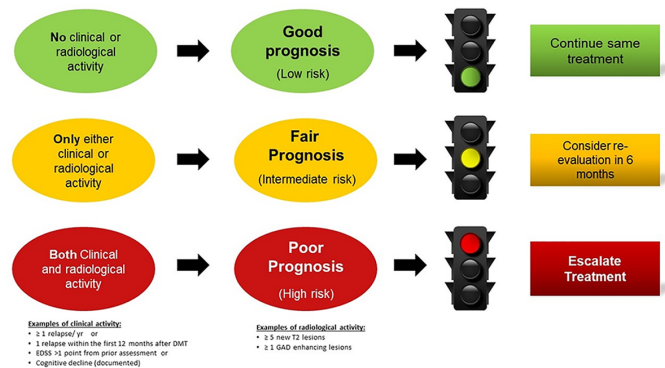 No clinical or
radiological
activity
Good
prognosis
(Low risk)
Continue same
treatment
Only either
clinical or
radiological
activity
Fair
Prognosis
(Intermediate risk)
Consider re-
evaluation in 6
months
Both Clinical
and radiological
activity
Poor
Prognosis
(High risk)
Escalate
Treatment
Examples of clinical activity:
• ≥ 1 relapse/ yr or
• 1 relapse within the first 12 months after DMT
• EDSS >1 point from prior assessment or
• Cognitive decline (documented)
Examples of radiological activity:
• ≥ 5 new T2 lesions
• ≥ 1 GAD enhancing lesions